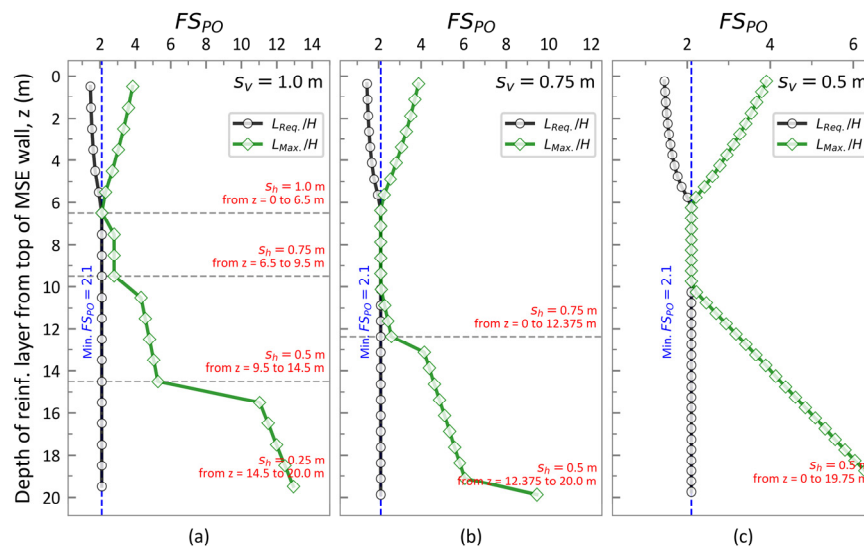 FS_PO
2 4 6 8 10 12 14
Depth of reinf. layer from top of MSE wall, z (m)
0
2
4
6
8
10
12
14
16
18
20
s_v = 1.0 m
L_Req./H
L_Max./H
s_h = 1.0 m
from z = 0 to 6.5 m
s_h = 0.75 m
from z = 6.5 to 9.5 m
Min. FS_PO = 2.1
s_h = 0.5 m
from z = 9.5 to 14.5 m
s_h = 0.25 m
from z = 14.5 to 20.0 m
(a)
FS_PO
2 4 6 8 10 12
s_v = 0.75 m
L_Req./H
L_Max./H
Min. FS_PO = 2.1
s_h = 0.75 m
from z = 0 to 12.375 m
s_h = 0.5 m
from z = 12.375 to 20.0 m
(b)
FS_PO
2 4 6
s_v = 0.5 m
L_Req./H
L_Max./H
Min. FS_PO = 2.1
s_h = 0.5 m
from z = 0 to 19.75 m
(c)